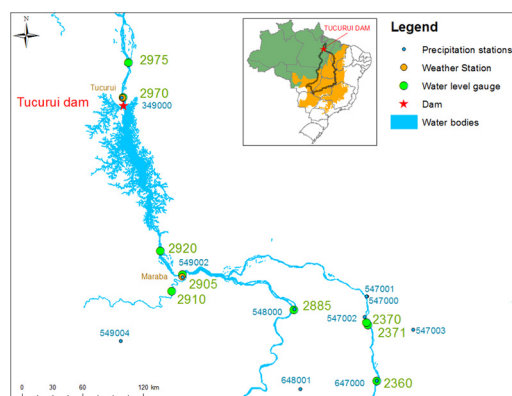 N
2975
2970
Tucurui
Tucurui dam
349000
2920
549002
Maraba
2905
2910
549004
548000
2885
547001
547000
547002
2370
2371
547003
648001
647000
2360
0
30
60
120 km
TUCURUI DAM
Legend
Precipitation stations
Weather Station
Water level gauge
Dam
Water bodies